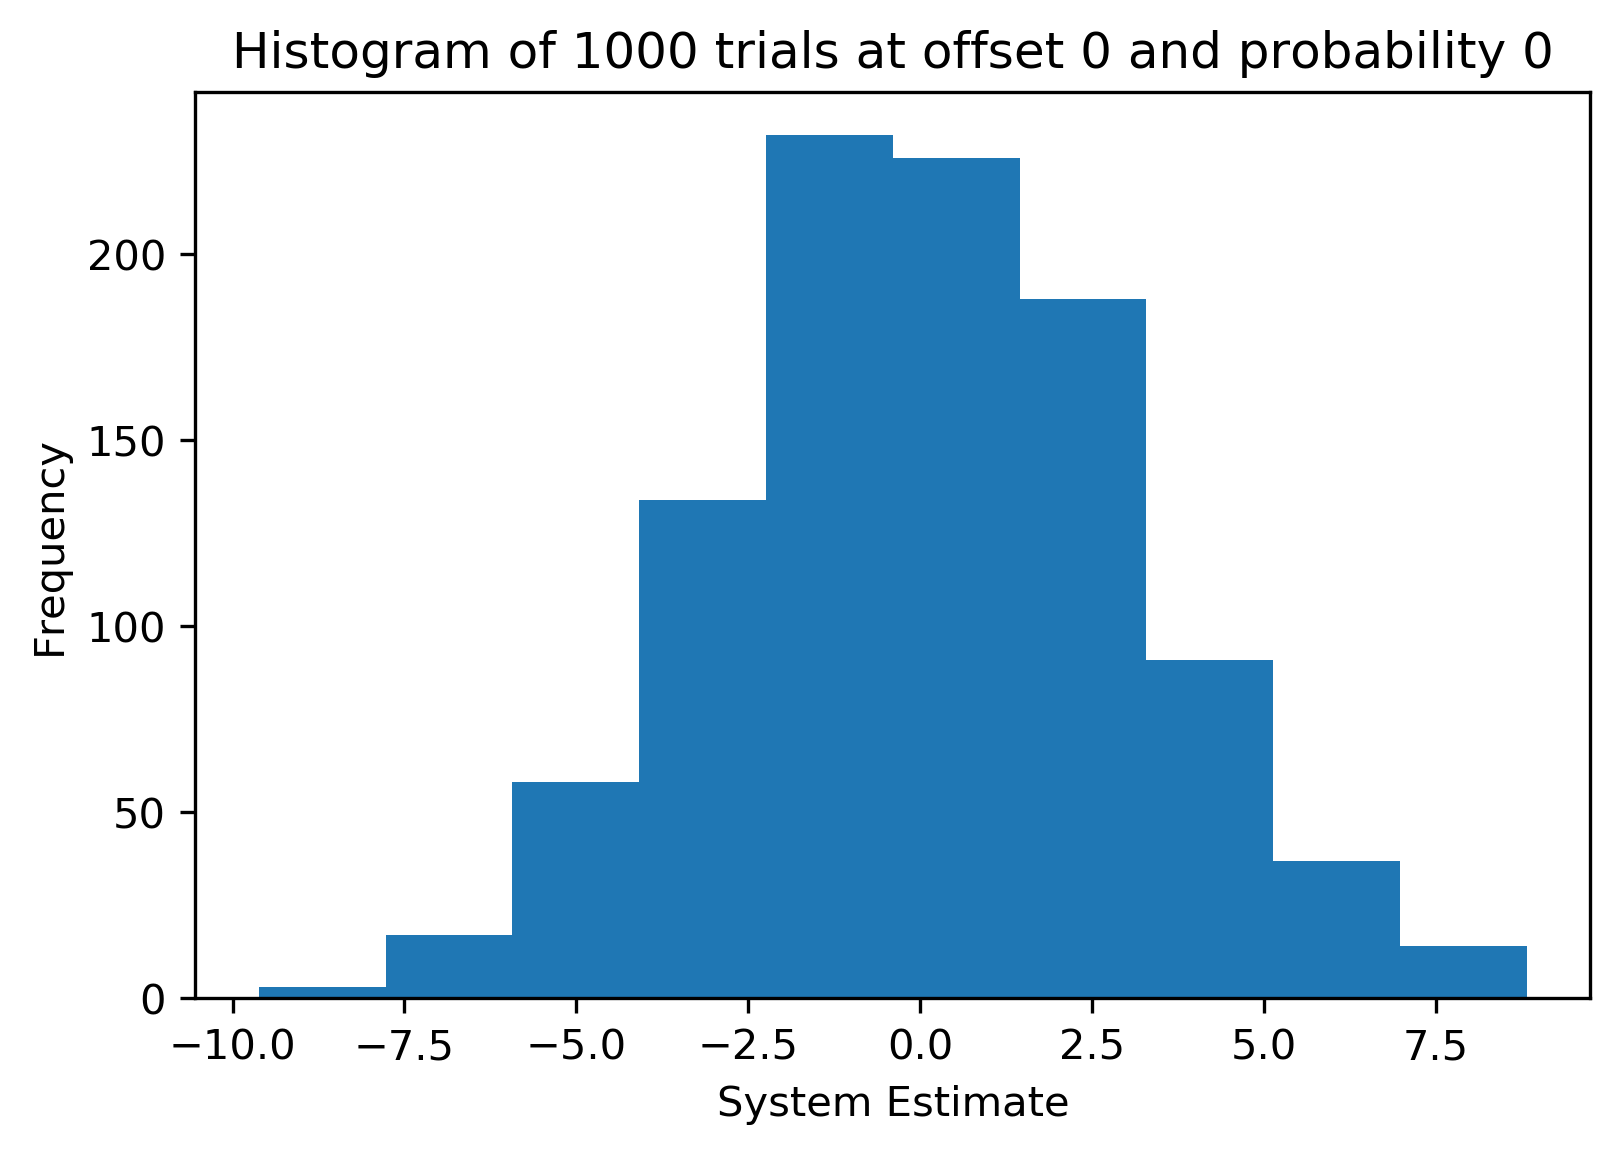 Histogram of 1000 trials at offset 0 and probability 0
200
150
100
50
0
Frequency
−10.0 −7.5 −5.0 −2.5 0.0 2.5 5.0 7.5
System Estimate